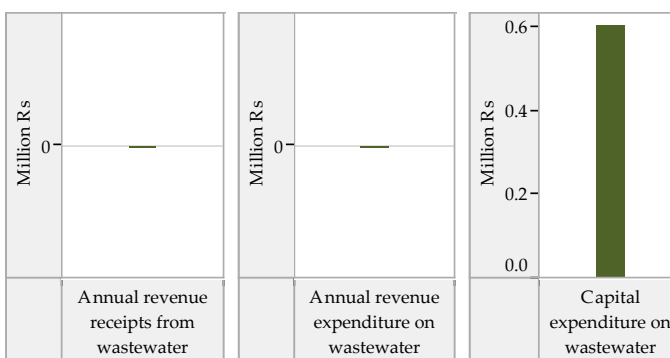 Million Rs
0
Annual revenue
receipts from
wastewater
Million Rs
0
Annual revenue
expenditure on
wastewater
Million Rs
0.6
0.4
0.2
0.0
Capital
expenditure on
wastewater